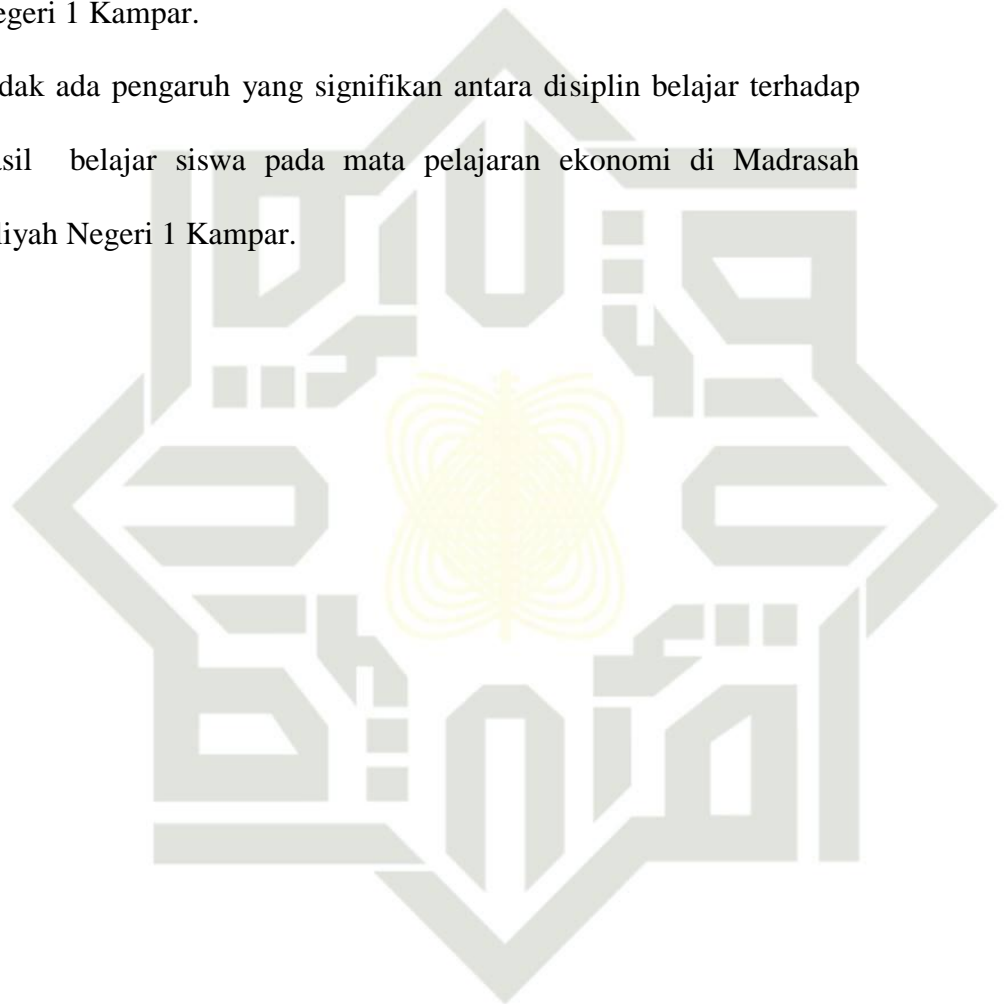 egeri 1 Kampar.
dak ada pengaruh yang signifikan antara disiplin belajar terhadap
sil belajar siswa pada mata pelajaran ekonomi di Madrasah
liyah Negeri 1 Kampar.